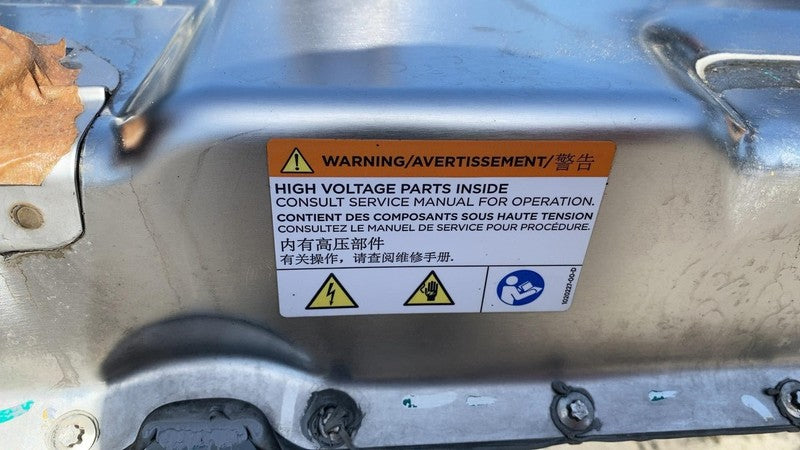 WARNING/AVERTISSEMENT/警告
HIGH VOLTAGE PARTS INSIDE
CONSULT SERVICE MANUAL FOR OPERATION.
CONTIENT DES COMPOSANTS SOUS HAUTE TENSION
CONSULTEZ LE MANUEL DE SERVICE POUR PROCÉDURE.
内有高压部件
有关操作，请查阅维修手册.
1020227-00-D